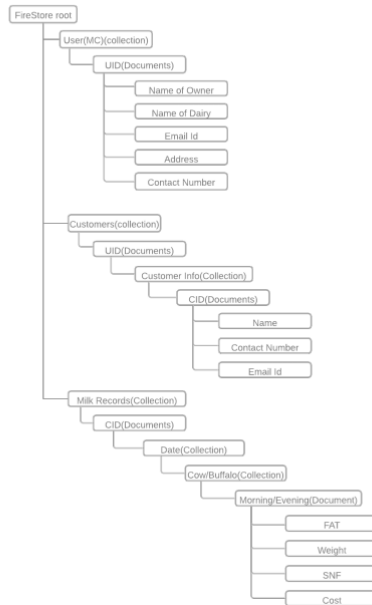 FireStore root
User(MC)(collection)
UID(Documents)
Name of Owner
Name of Dairy
Email Id
Address
Contact Number
Customers(collection)
UID(Documents)
Customer Info(Collection)
CID(Documents)
Name
Contact Number
Email Id
Milk Records(Collection)
CID(Documents)
Date(Collection)
Cow/Buffalo(Collection)
Morning/Evening(Document)
FAT
Weight
SNF
Cost